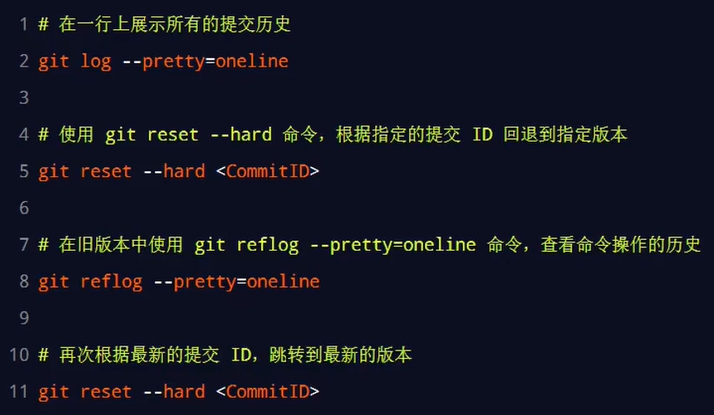 1 # 在一行上展示所有的提交历史
2 git log --pretty=oneline
3
4 # 使用 git reset --hard 命令，根据指定的提交 ID 回退到指定版本
5 git reset --hard <CommitID>
6
7 # 在旧版本中使用 git reflog --pretty=oneline 命令，查看命令操作的历史
8 git reflog --pretty=oneline
9
10 # 再次根据最新的提交 ID，跳转到最新的版本
11 git reset --hard <CommitID>